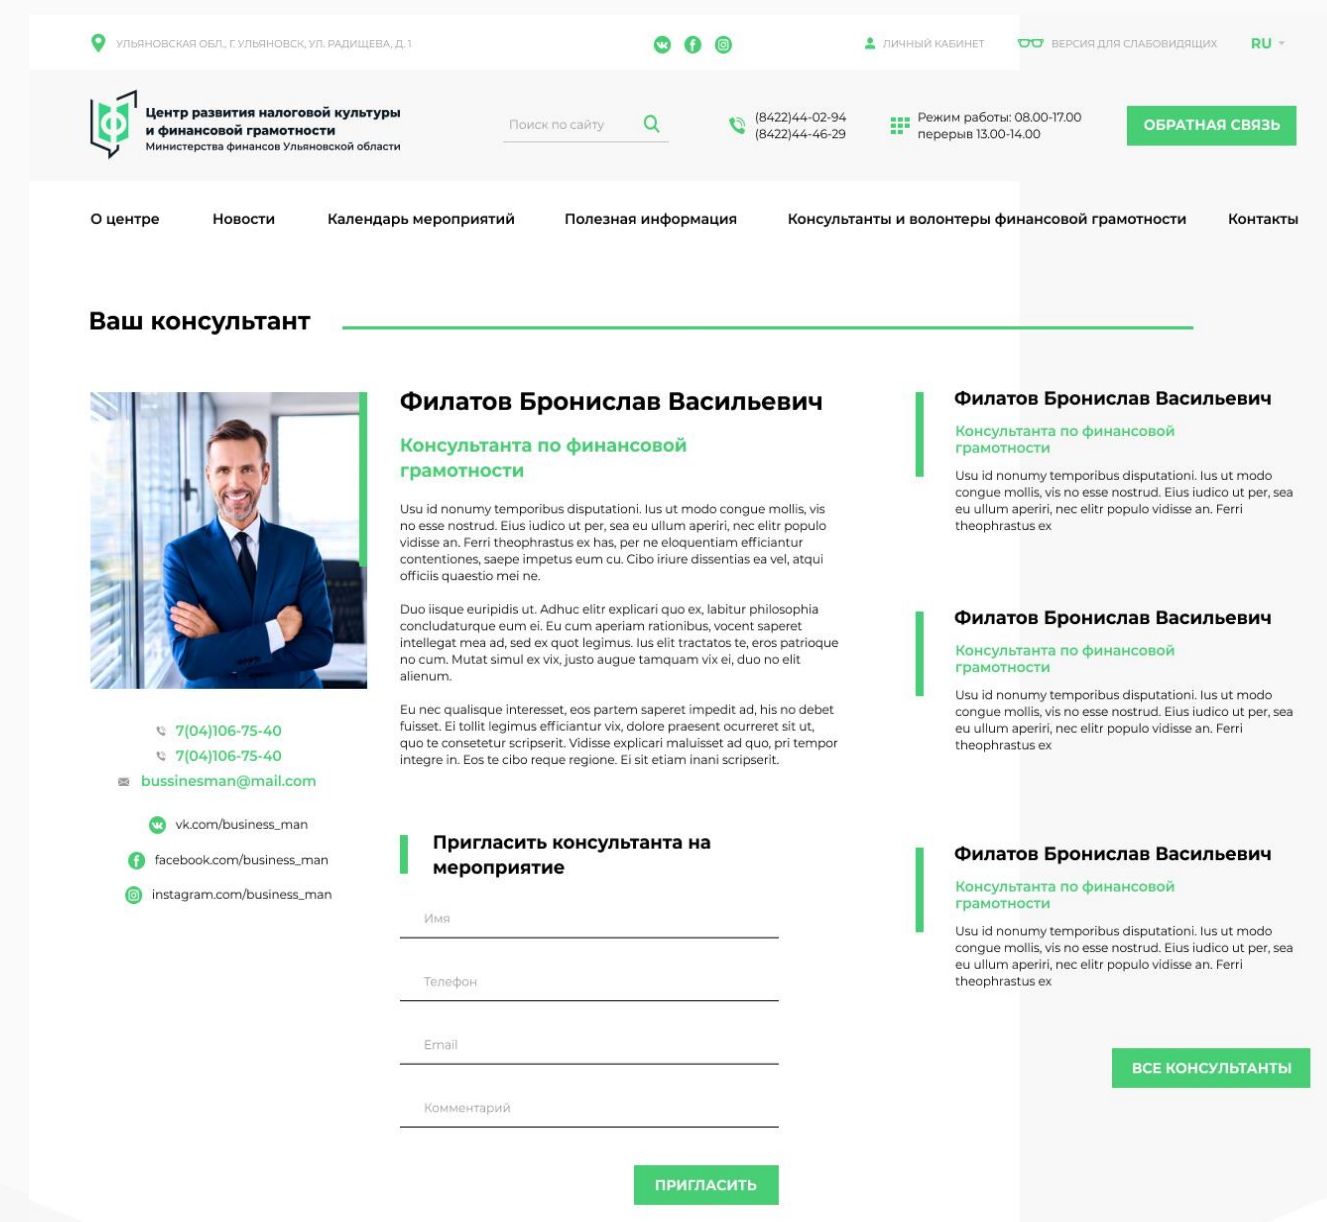 УЛЬЯНОВСКАЯ ОБЛ., Г. УЛЬЯНОВСК, УЛ. РАДИЩЕВА, Д. 1
ЛИЧНЫЙ КАБИНЕТ
ВЕРСИЯ ДЛЯ СЛАБОВИДЯЩИХ
RU
Центр развития налоговой культуры
и финансовой грамотности
Министерства финансов Ульяновской области
Поиск по сайту
(8422)44-02-94
(8422)44-46-29
Режим работы: 08.00-17.00
перерыв 13.00-14.00
ОБРАТНАЯ СВЯЗЬ
О центре
Новости
Календарь мероприятий
Полезная информация
Консультанты и волонтеры финансовой грамотности
Контакты
Ваш консультант
7(04)106-75-40
7(04)106-75-40
bussinesman@mail.com
vk.com/business_man
facebook.com/business_man
instagram.com/business_man
Филатов Бронислав Васильевич
Консультанта по финансовой
грамотности
Usu id nonumy temporibus disputationi. Ius ut modo congue mollis, vis
no esse nostrud. Eius iudico ut per, sea eu ullum aperiri, nec elitr populo
vidisse an. Ferri theophrastus ex has, per ne eloquentiam efficiantur
contentiones, saepe impetus eum cu. Cibo iriure dissentias ea vel, atqui
officiis quaestio mei ne.
Duo iisque euripidis ut. Adhuc elitr explicari quo ex, labitur philosophia
concludaturque eum ei. Eu cum aperiam rationibus, vocent saperet
intellegat mea ad, sed ex quot legimus. Ius elit tractatos te, eros patrioque
no cum. Mutat simul ex vix, justo augue tamquam vix ei, duo no elit
alienum.
Eu nec qualisque interesset, eos partem saperet impedit ad, his no debet
fuisset. Ei tollit legimus efficiantur vix, dolore praesent ocurreret sit ut,
quo te consetetur scripserit. Vidisse explicari maluisset ad quo, pri tempor
integre in. Eos te cibo reque regione. Ei sit etiam inani scripserit.
Пригласить консультанта на
мероприятие
Имя
Телефон
Email
Комментарий
ПРИГЛАСИТЬ
Филатов Бронислав Васильевич
Консультанта по финансовой
грамотности
Usu id nonumy temporibus disputationi. Ius ut modo
congue mollis, vis no esse nostrud. Eius iudico ut per, sea
eu ullum aperiri, nec elitr populo vidisse an. Ferri
theophrastus ex
Филатов Бронислав Васильевич
Консультанта по финансовой
грамотности
Usu id nonumy temporibus disputationi. Ius ut modo
congue mollis, vis no esse nostrud. Eius iudico ut per, sea
eu ullum aperiri, nec elitr populo vidisse an. Ferri
theophrastus ex
Филатов Бронислав Васильевич
Консультанта по финансовой
грамотности
Usu id nonumy temporibus disputationi. Ius ut modo
congue mollis, vis no esse nostrud. Eius iudico ut per, sea
eu ullum aperiri, nec elitr populo vidisse an. Ferri
theophrastus ex
ВСЕ КОНСУЛЬТАНТЫ